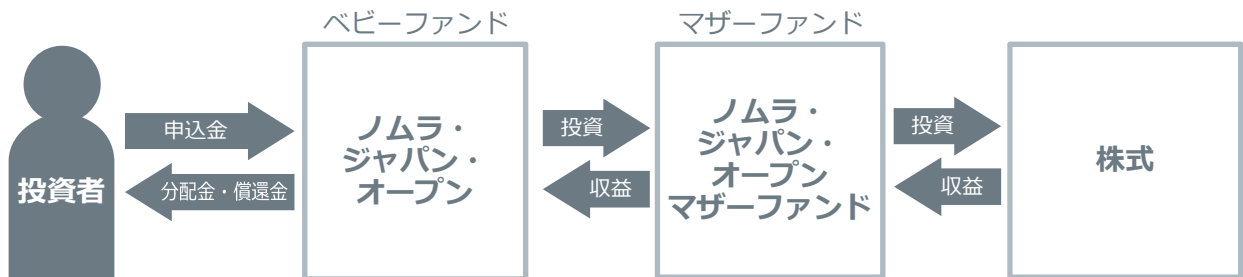 ベビーファンド
マザーファンド
投資者
申込金
分配金・償還金
ノムラ・
ジャパン・
オープン
投資
収益
ノムラ・
ジャパン・
オープン
マザーファンド
投資
収益
株式